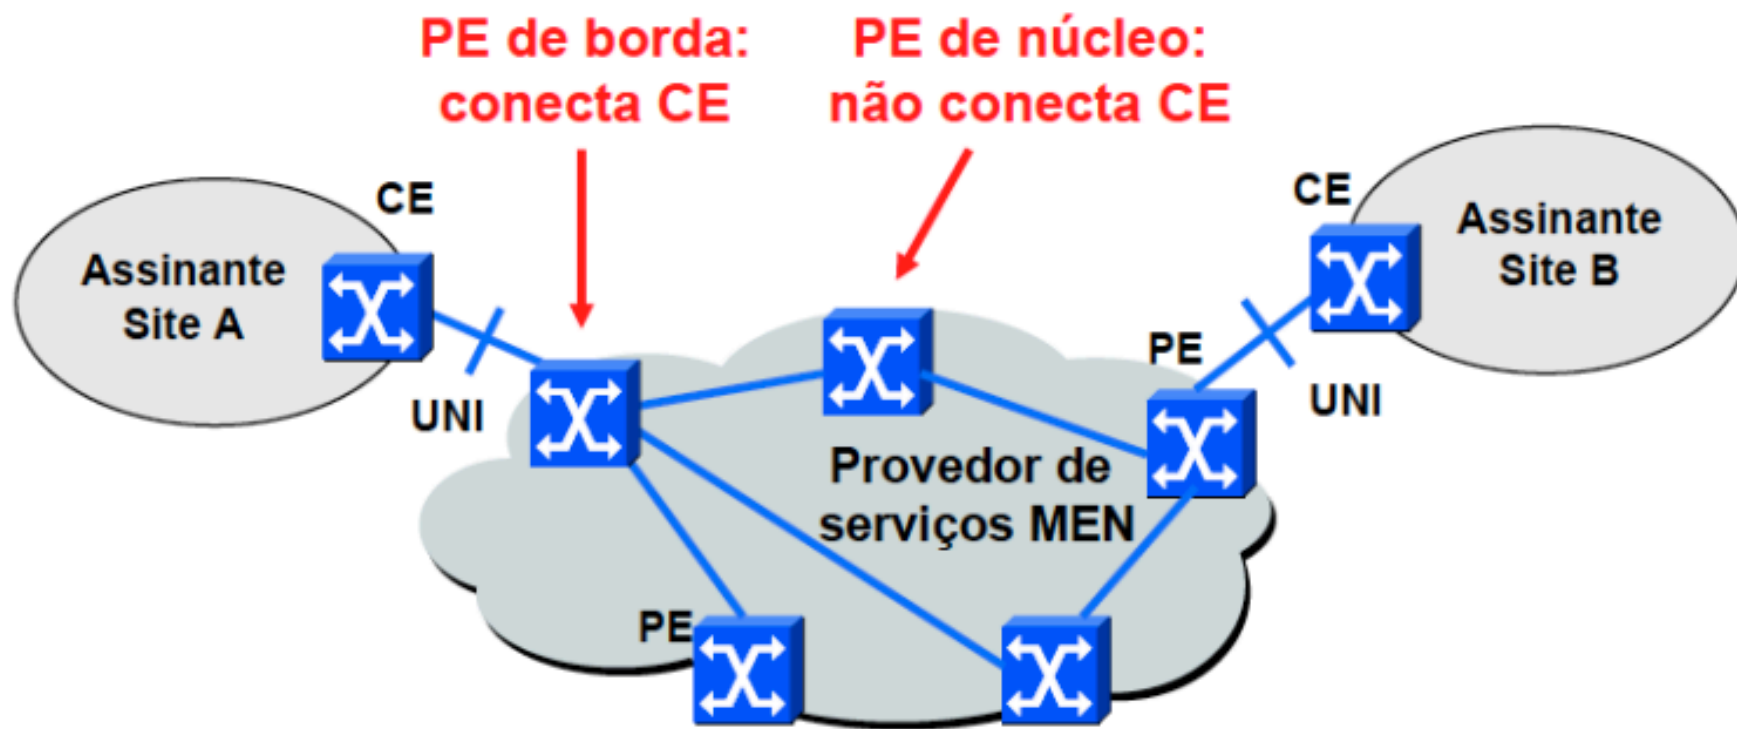 PE de borda:
conecta CE
PE de núcleo:
não conecta CE
CE
Assinante
Site A
UNI
CE
Assinante
Site B
PE
UNI
Provedor de
serviços MEN
PE